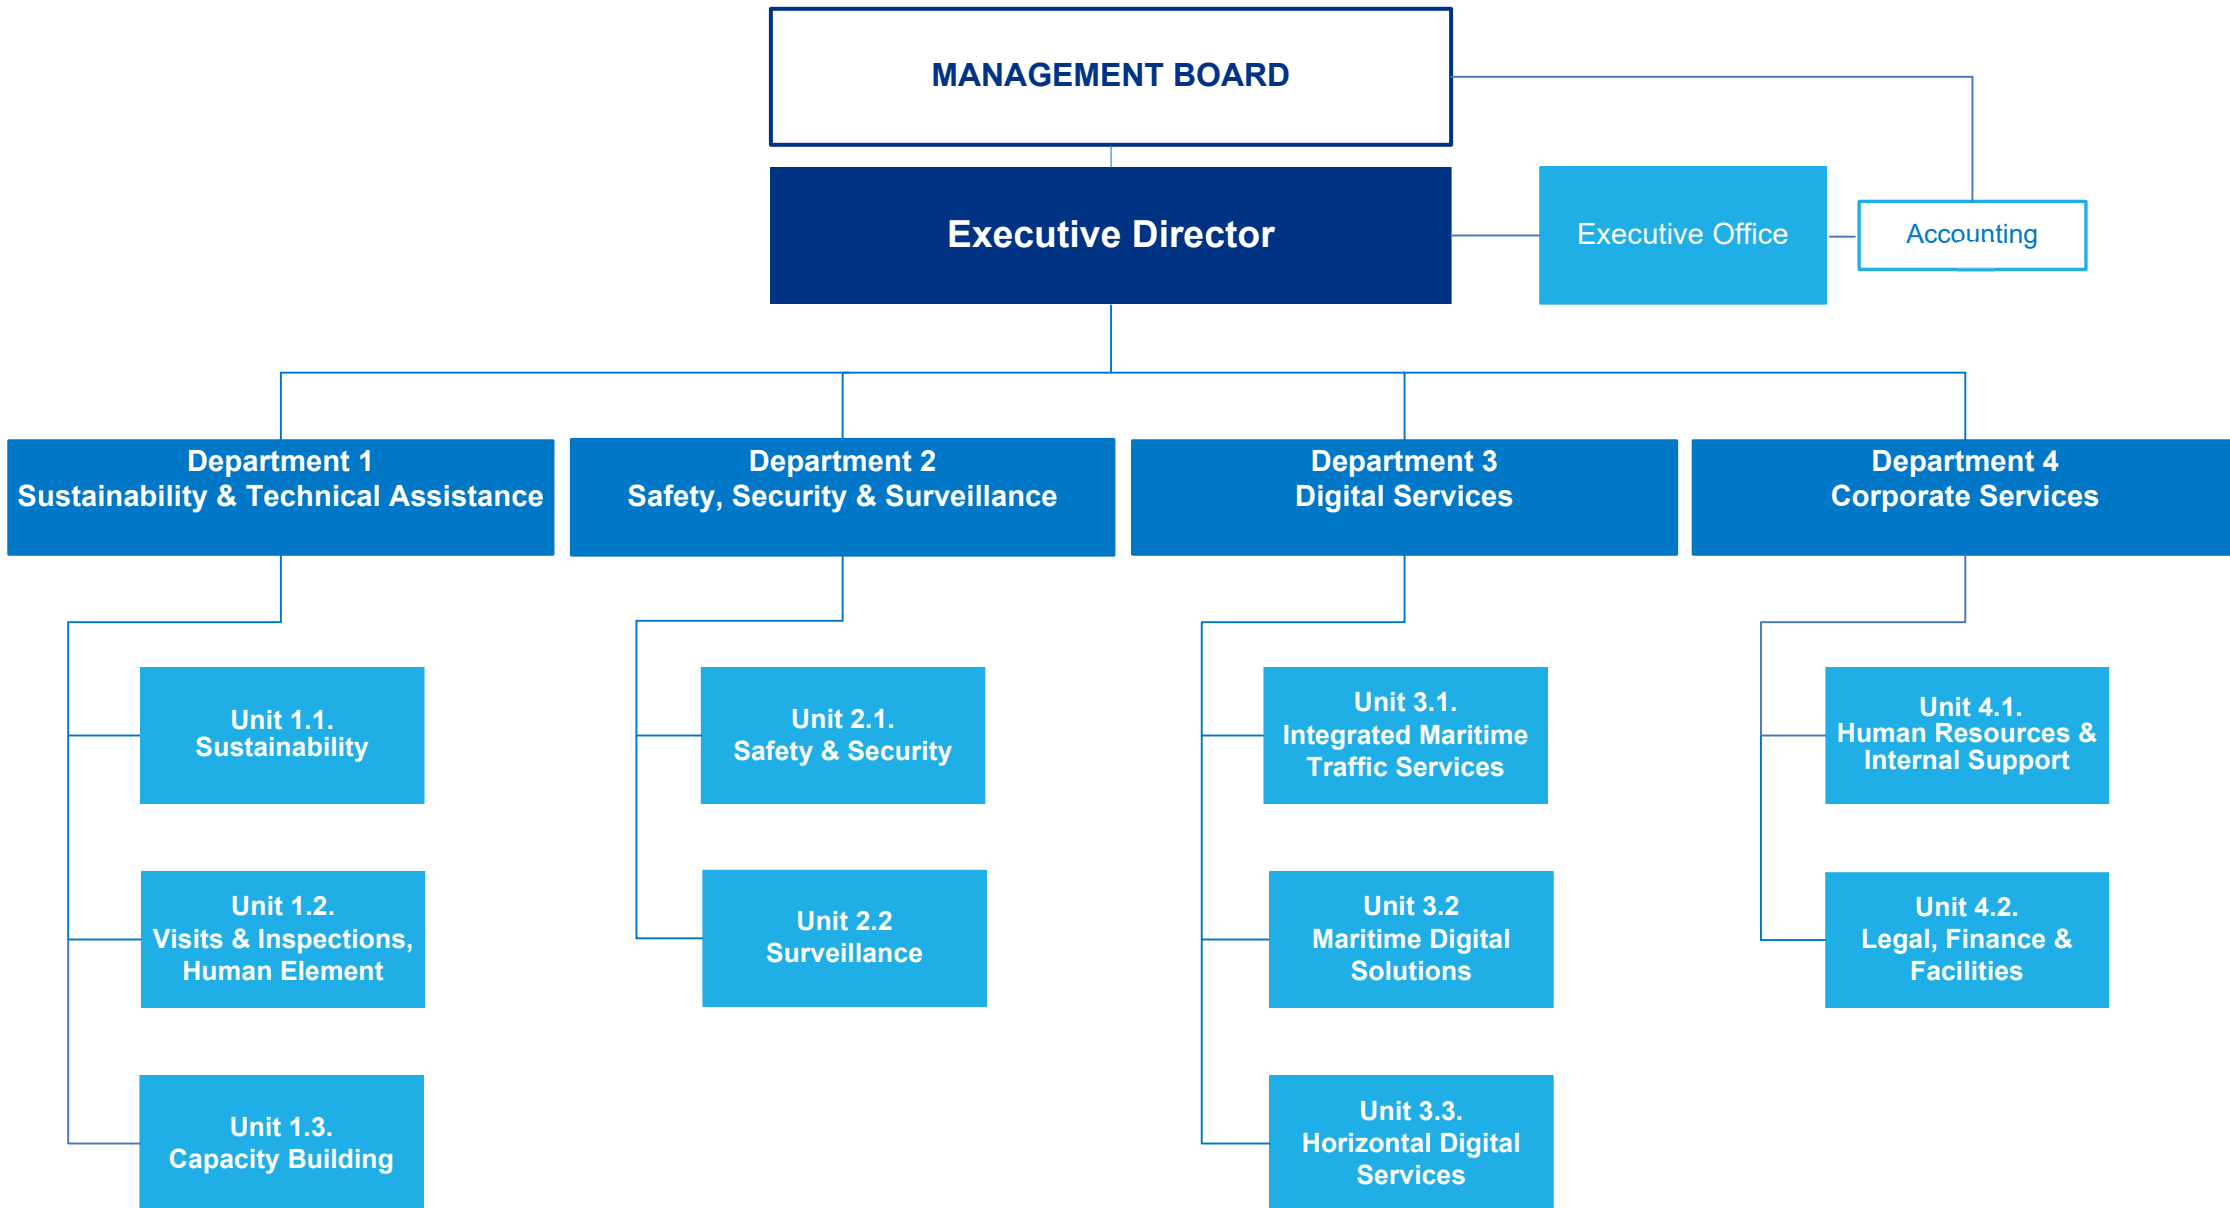 MANAGEMENT BOARD
Executive Director
Executive Office
Accounting
Department 1
Sustainability & Technical Assistance
Department 2
Safety, Security & Surveillance
Department 3
Digital Services
Department 4
Corporate Services
Unit 1.1.
Sustainability
Unit 2.1.
Safety & Security
Unit 3.1.
Integrated Maritime
Traffic Services
Unit 4.1.
Human Resources &
Internal Support
Unit 1.2.
Visits & Inspections,
Human Element
Unit 2.2
Surveillance
Unit 3.2
Maritime Digital
Solutions
Unit 4.2.
Legal, Finance &
Facilities
Unit 1.3.
Capacity Building
Unit 3.3.
Horizontal Digital
Services